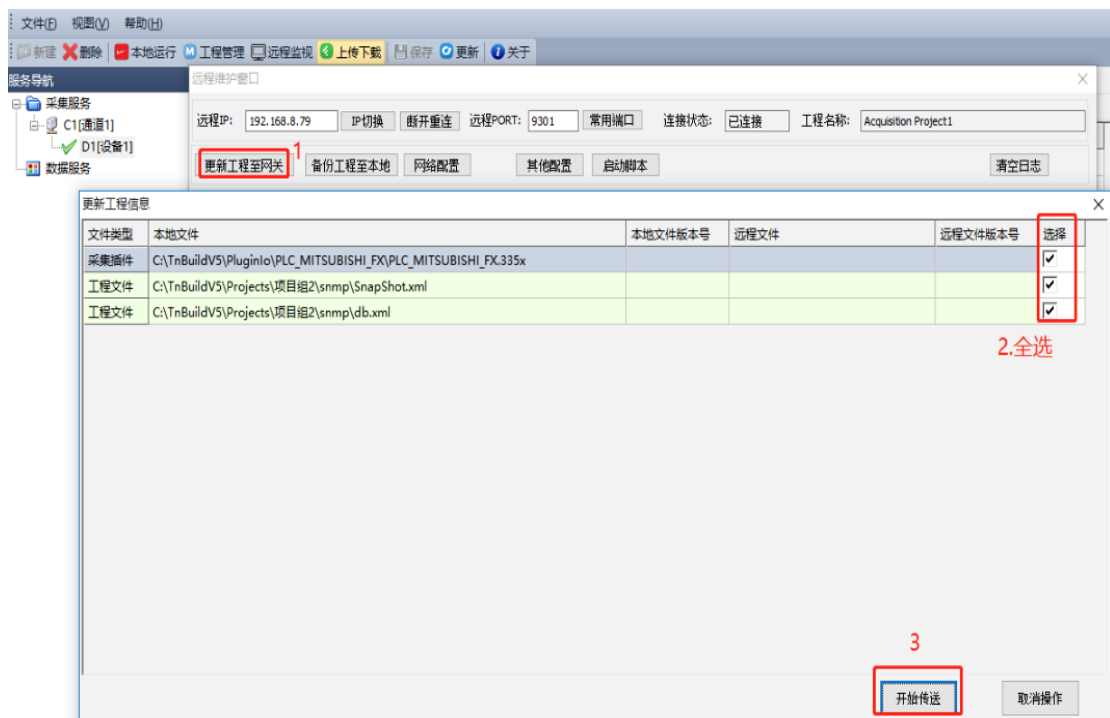 文件(F) 视图(V) 帮助(H)
新建 删除 本地运行 工程管理 远程监视 上传下载 保存 更新 关于
服务导航
采集服务
C1[通道1]
D1[设备1]
数据服务
远程维护窗口
远程IP: 192.168.8.79 IP切换 断开重连 远程PORT: 9301 常用端口 连接状态: 已连接 工程名称: Acquisition Project1
1
更新工程至网关 备份工程至本地 网络配置 其他配置 启动脚本 清空日志
更新工程信息
文件类型 本地文件 本地文件版本号 远程文件 远程文件版本号 选择
采集插件 C:\TnBuildV5\PluginIo\PLC_MITSUBISHI_FX\PLC_MITSUBISHI_FX.335x
工程文件 C:\TnBuildV5\Projects\项目组2\snmp\SnapShot.xml
工程文件 C:\TnBuildV5\Projects\项目组2\snmp\db.xml
2.全选
3
开始传送 取消操作